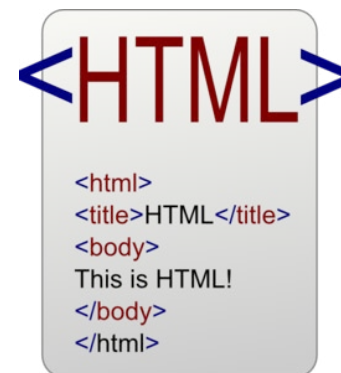 <HTML>
<html>
<title>HTML</title>
<body>
This is HTML!
</body>
</html>